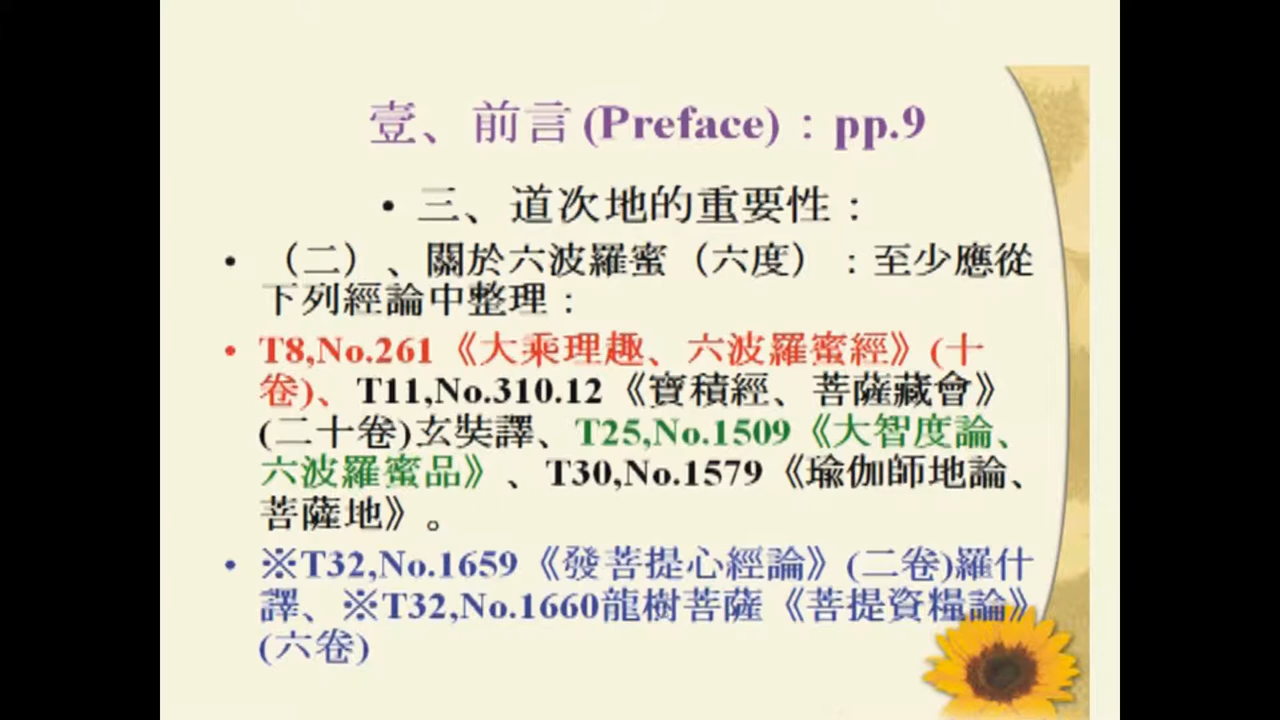 壹、前言(Preface)：pp.9
• 三、道次地的重要性：
• （二）、關於六波羅蜜（六度）：至少應從
下列經論中整理：
• T8,No.261《大乘理趣、六波羅蜜經》(十
卷)、T11,No.310.12《寶積經、菩薩藏會》
(二十卷)玄奘譯、T25,No.1509《大智度論、
六波羅蜜品》、T30,No.1579《瑜伽師地論、
菩薩地》。
• ※T32,No.1659《發菩提心經論》(二卷)羅什
譯、※T32,No.1660龍樹菩薩《菩提資糧論》
(六卷)